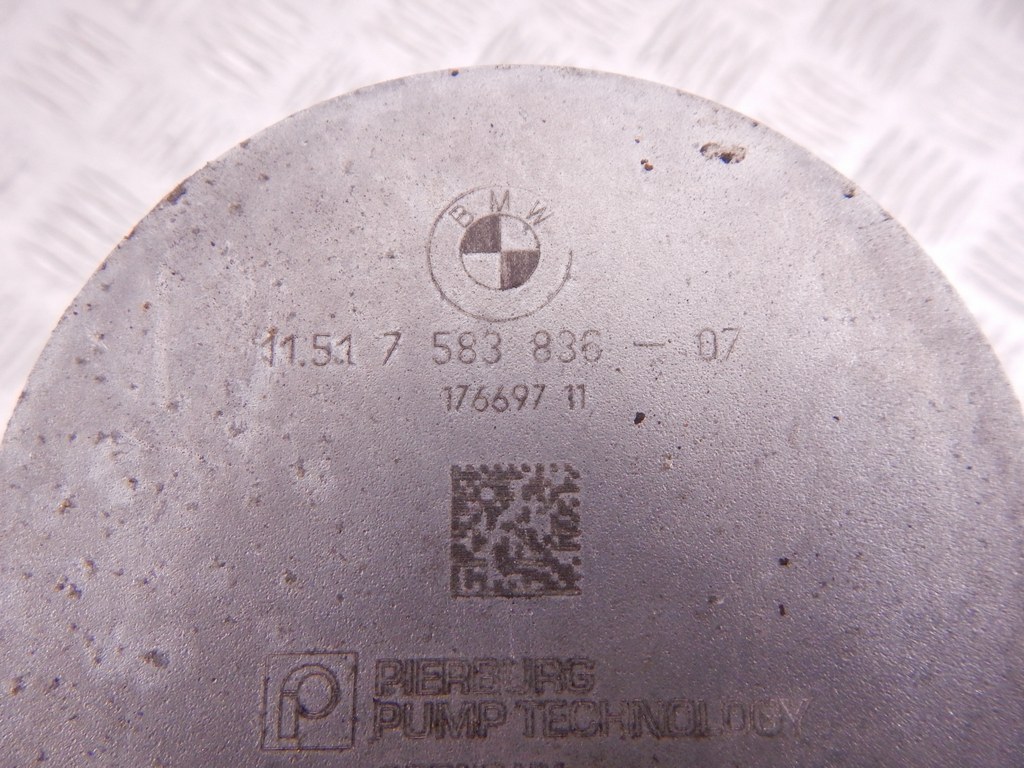 BMW
11.51 7 583 836 - 07
176697 11
PIERBURG
PUMP TECHNOLOGY